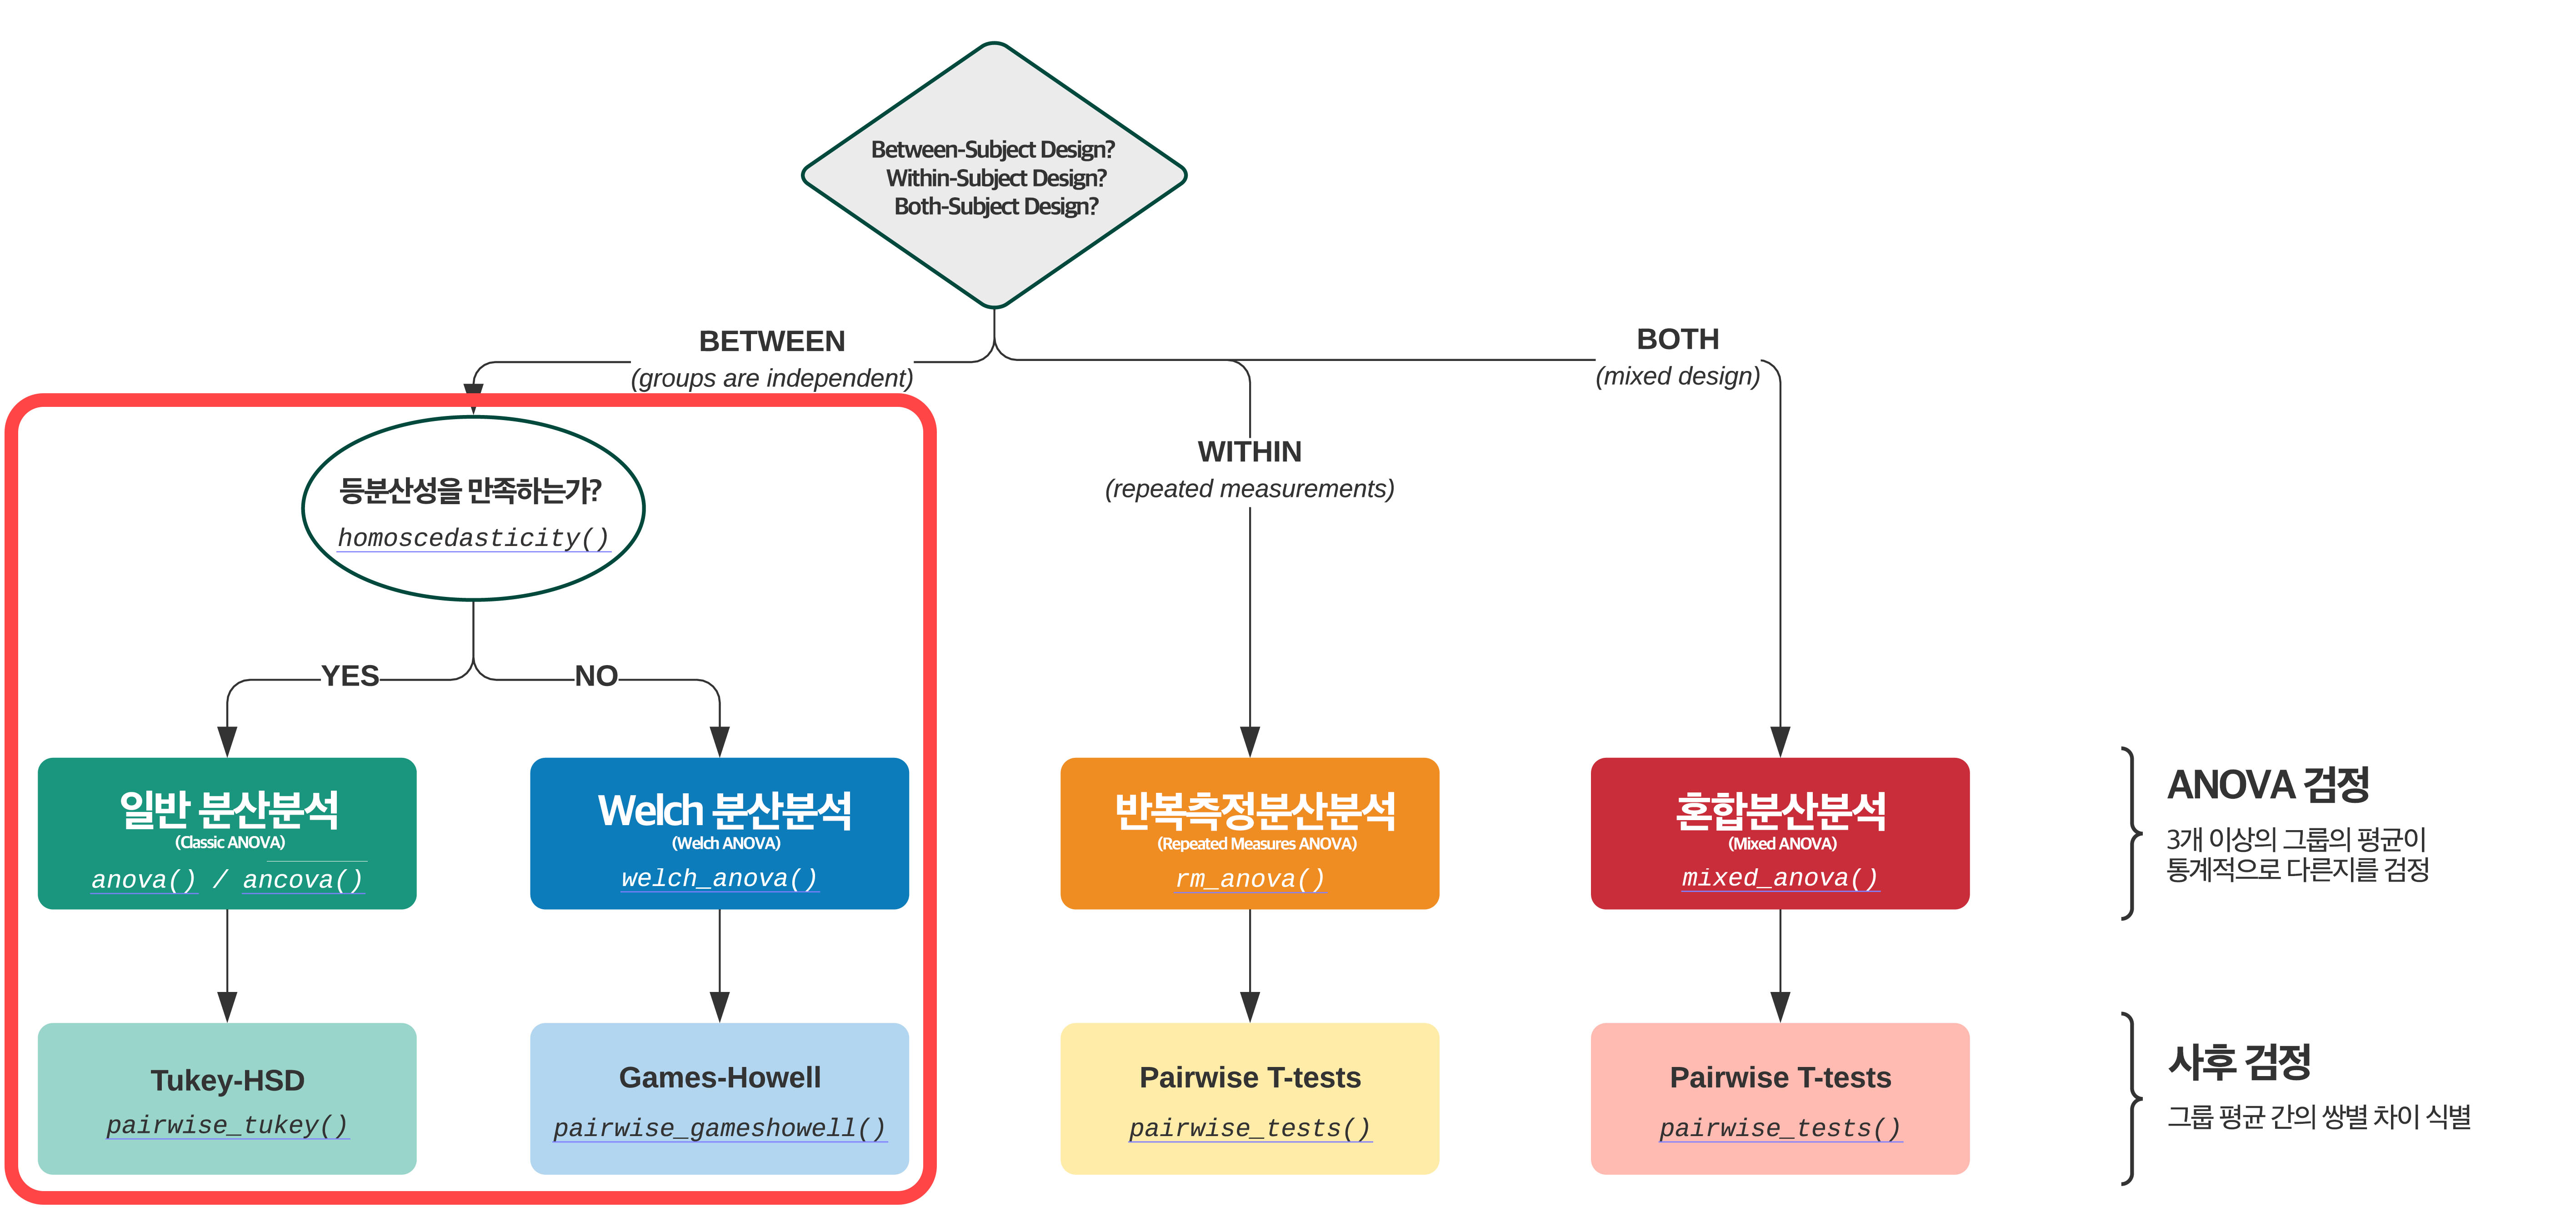 Between-Subject Design?
Within-Subject Design?
Both-Subject Design?
BETWEEN
(groups are independent)
BOTH
(mixed design)
WITHIN
(repeated measurements)
등분산성을 만족하는가?
homoscedasticity()
YES
NO
일반 분산분석
(Classic ANOVA)
anova() / ancova()
Welch 분산분석
(Welch ANOVA)
welch_anova()
반복측정분산분석
(Repeated Measures ANOVA)
rm_anova()
혼합분산분석
(Mixed ANOVA)
mixed_anova()
ANOVA 검정
3개 이상의 그룹의 평균이
통계적으로 다른지를 검정
Tukey-HSD
pairwise_tukey()
Games-Howell
pairwise_gameshowell()
Pairwise T-tests
pairwise_tests()
Pairwise T-tests
pairwise_tests()
사후 검정
그룹 평균 간의 쌍별 차이 식별